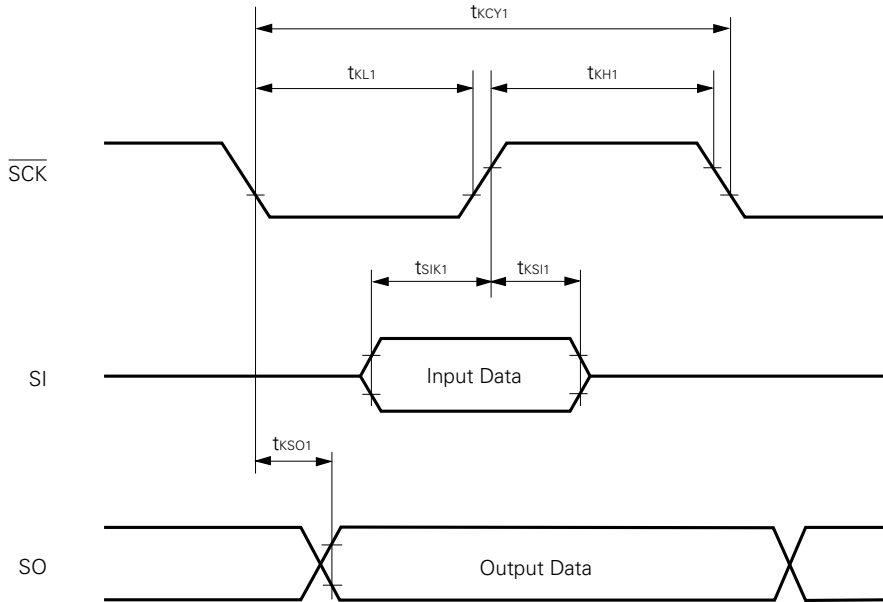 tKCY1
tKL1
tKH1
SCK
tSIK1
tKSI1
SI
Input Data
tKSO1
SO
Output Data